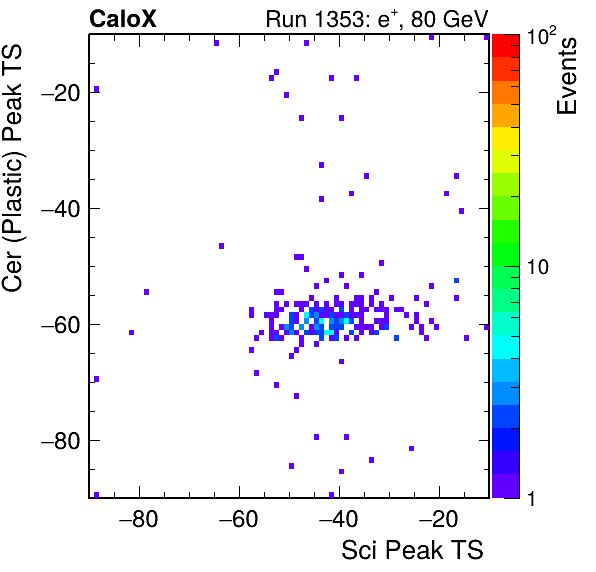 CaloX Run 1353: e⁺, 80 GeV
Cer (Plastic) Peak TS
−20
−40
−60
−80
−80 −60 −40 −20
Sci Peak TS
10²
10
1
Events